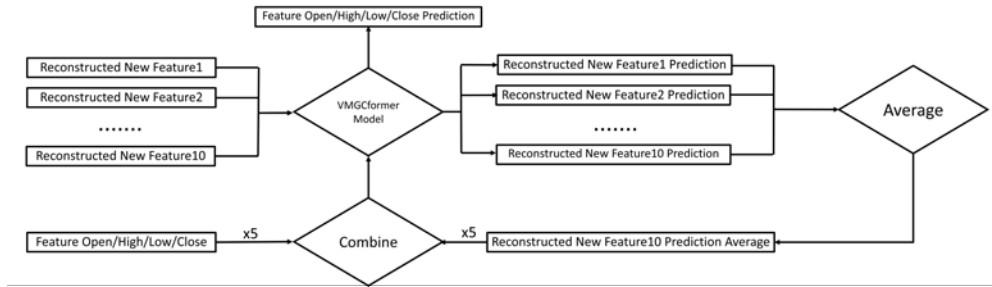 Feature Open/High/Low/Close Prediction
Reconstructed New Feature1
Reconstructed New Feature2
.......
Reconstructed New Feature10
VMGCformer
Model
Reconstructed New Feature1 Prediction
Reconstructed New Feature2 Prediction
.......
Reconstructed New Feature10 Prediction
Average
Feature Open/High/Low/Close
x5
Combine
x5
Reconstructed New Feature10 Prediction Average